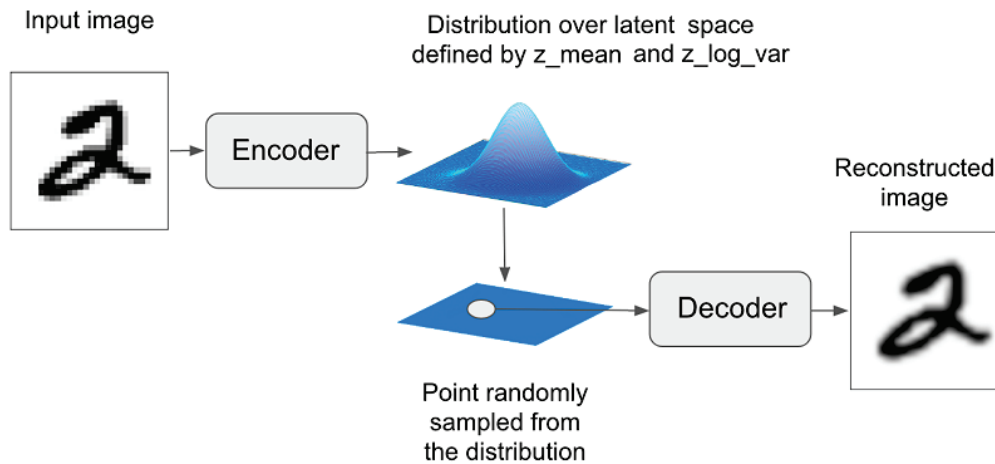 Input image
Distribution over latent space
defined by z_mean and z_log_var
Encoder
Reconstructed
image
Decoder
Point randomly
sampled from
the distribution